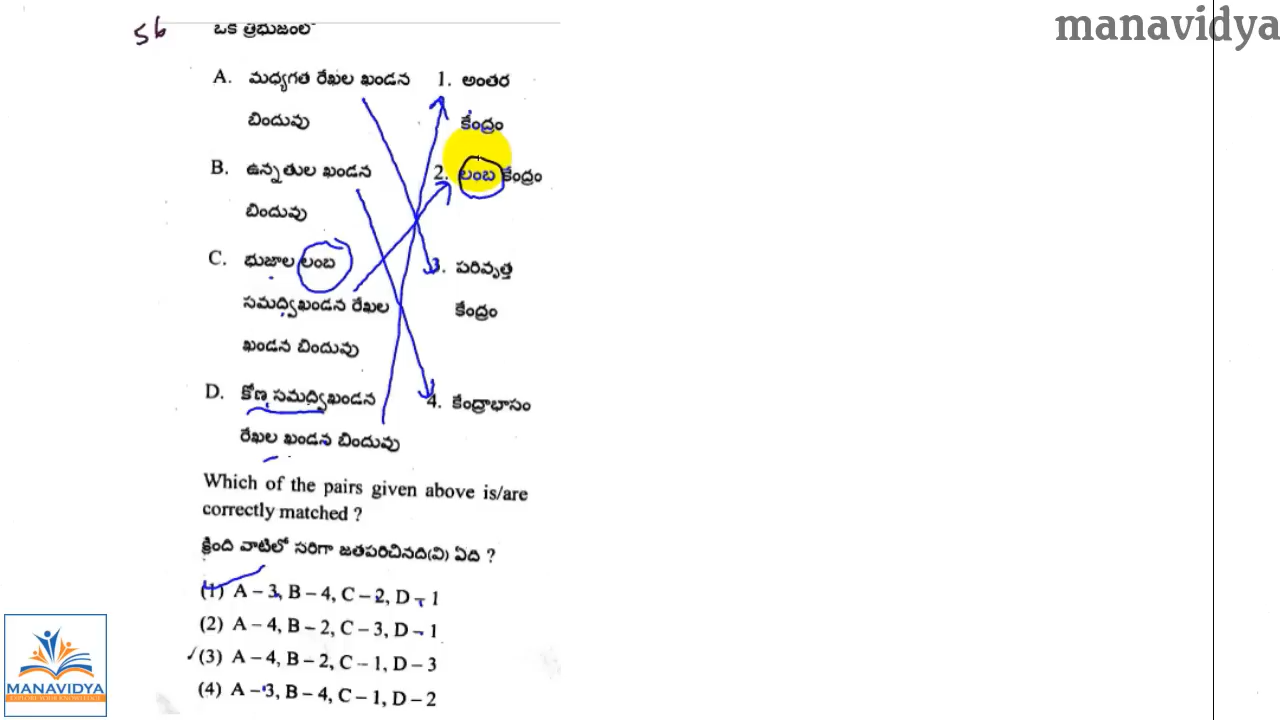 manavidya
56
ఒక త్రిభుజంలో
A. మధ్యగత రేఖల ఖండన 1. అంతర
బిందువు కేంద్రం
B. ఉన్నతుల ఖండన 2. లంబ కేంద్రం
బిందువు
C. భుజాల లంబ 3. పరివృత్త
సమద్విఖండన రేఖల కేంద్రం
ఖండన బిందువు
D. కోణ సమద్విఖండన 4. కేంద్రాభాసం
రేఖల ఖండన బిందువు
Which of the pairs given above is/are
correctly matched ?
క్రింది వాటిలో సరిగా జతపరిచినది(వి) ఏది ?
(1) A – 3, B – 4, C – 2, D – 1
(2) A – 4, B – 2, C – 3, D – 1
(3) A – 4, B – 2, C – 1, D – 3
(4) A – 3, B – 4, C – 1, D – 2
MANAVIDYA